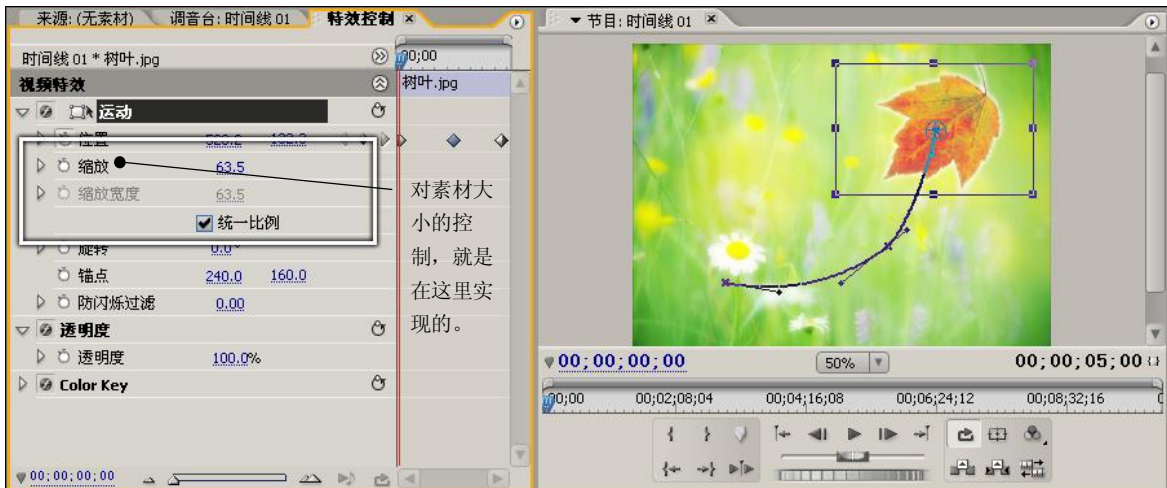 来源: (无素材) 调音台: 时间线 01 特效控制
节目: 时间线 01
时间线 01 * 树叶.jpg
00;00
视频特效
树叶.jpg
运动
位置
缩放 63.5
缩放宽度 63.5
统一比例
旋转 0.0°
锚点 240.0 160.0
防闪烁过滤 0.00
透明度
透明度 100.0%
Color Key
00;00;00;00
对素材大
小的控
制，就是
在这里实
现的。
00;00;00;00 50% 00;00;05;00
00;00 00;02;08;04 00;04;16;08 00;06;24;12 00;08;32;16